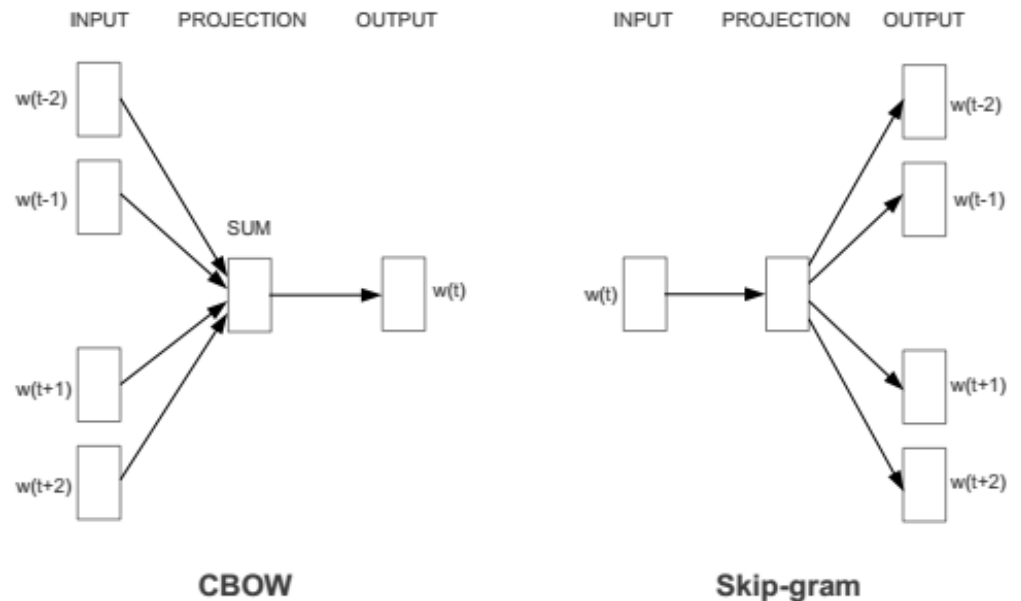 INPUT PROJECTION OUTPUT
w(t-2)
w(t-1)
SUM
w(t)
w(t+1)
w(t+2)
CBOW
INPUT PROJECTION OUTPUT
w(t-2)
w(t-1)
w(t)
w(t+1)
w(t+2)
Skip-gram